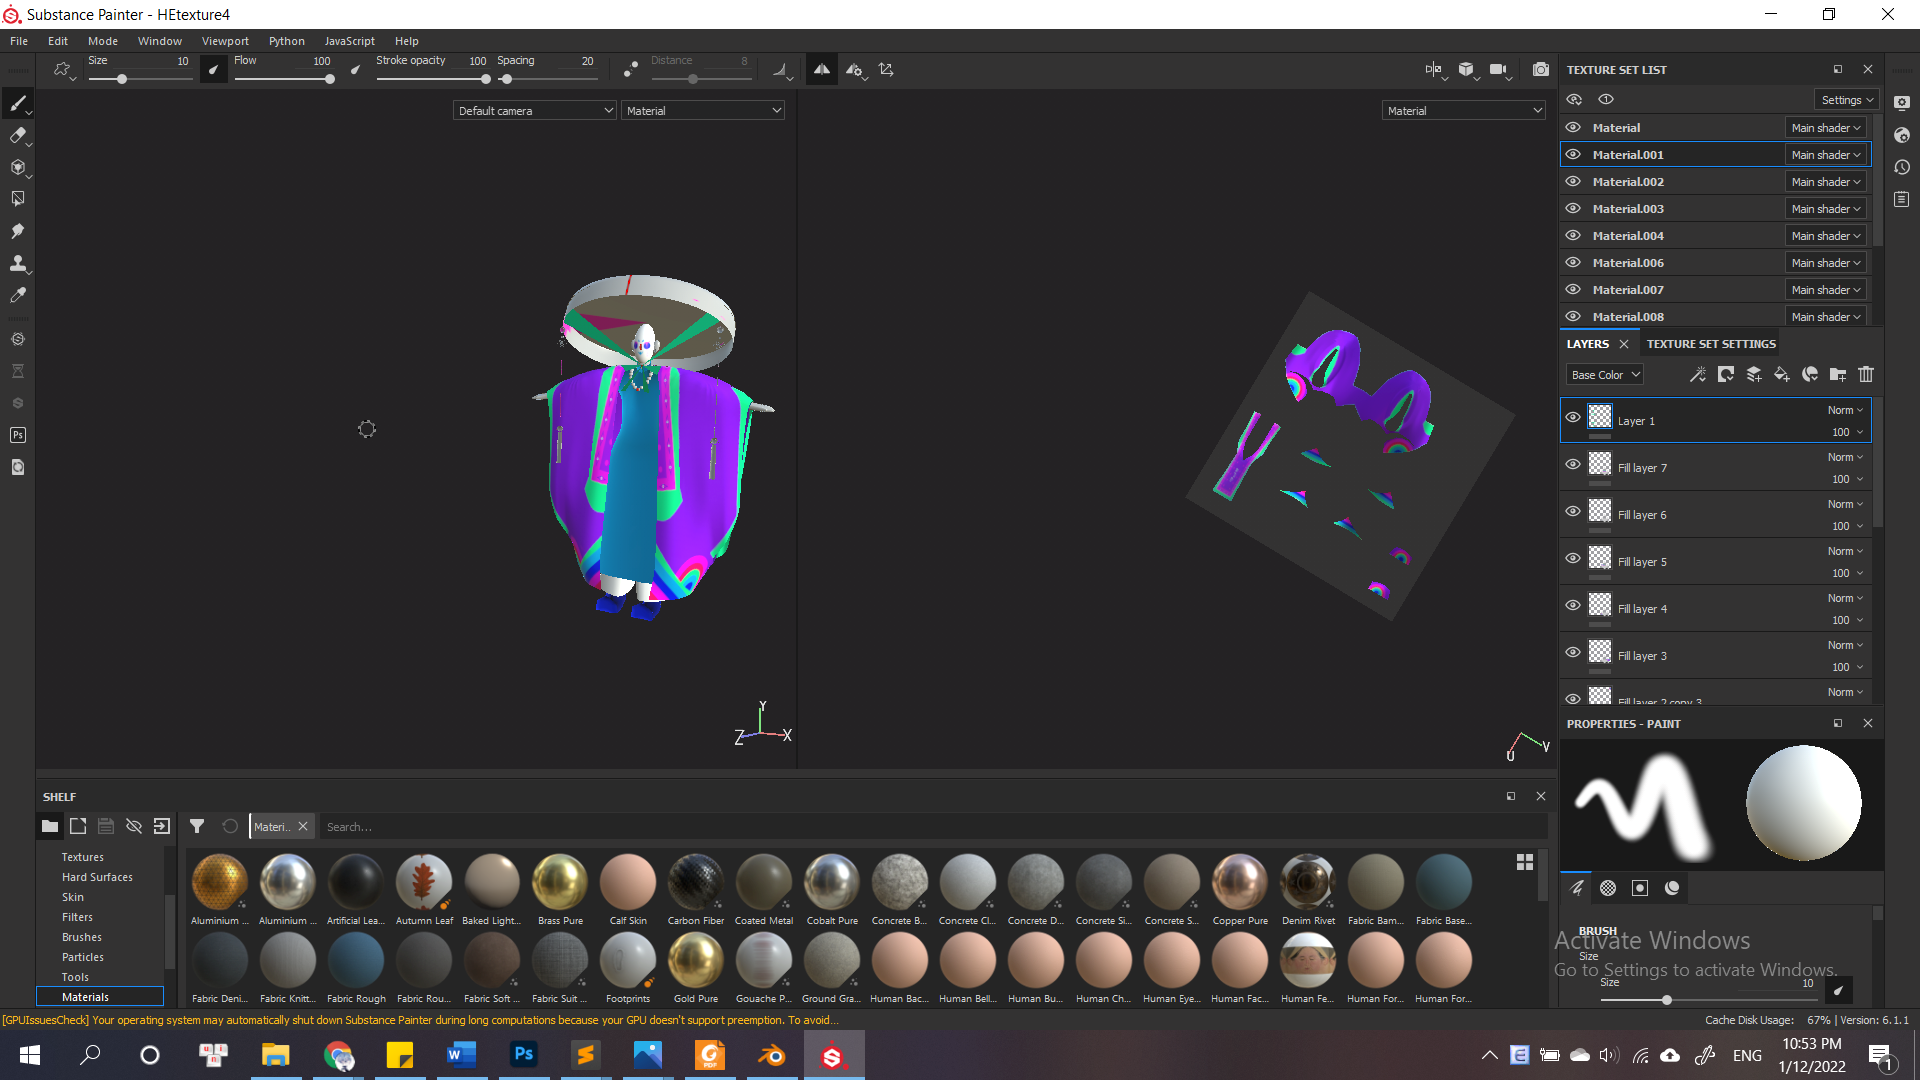 Substance Painter - HEtexture4
File Edit Mode Window Viewport Python JavaScript Help
Size 10 Flow 100 Stroke opacity 100 Spacing 20 Distance 8
Default camera Material Material
TEXTURE SET LIST
Settings
Material Main shader
Material.001 Main shader
Material.002 Main shader
Material.003 Main shader
Material.004 Main shader
Material.006 Main shader
Material.007 Main shader
Material.008 Main shader
LAYERS TEXTURE SET SETTINGS
Base Color
Layer 1 Norm 100
Fill layer 7 Norm 100
Fill layer 6 Norm 100
Fill layer 5 Norm 100
Fill layer 4 Norm 100
Fill layer 3 Norm 100
Fill layer 2 copy 3 Norm
Y
Z X
U V
PROPERTIES - PAINT
BRUSH
Size
Size 10
Activate Windows
Go to Settings to activate Windows.
SHELF
Materi.. Search...
Textures
Hard Surfaces
Skin
Filters
Brushes
Particles
Tools
Materials
Aluminium ... Aluminium ... Artificial Lea... Autumn Leaf Baked Light... Brass Pure Calf Skin Carbon Fiber Coated Metal Cobalt Pure Concrete B... Concrete Cl... Concrete D... Concrete Si... Concrete S... Copper Pure Denim Rivet Fabric Bam... Fabric Base...
Fabric Deni... Fabric Knitt... Fabric Rough Fabric Rou... Fabric Soft ... Fabric Suit ... Footprints Gold Pure Gouache P... Ground Gra... Human Bac... Human Bell... Human Bu... Human Ch... Human Eye... Human Fac... Human Fe... Human For... Human For...
[GPUIssuesCheck] Your operating system may automatically shut down Substance Painter during long computations because your GPU doesn't support preemption. To avoid...
Cache Disk Usage: 67% | Version: 6.1.1
ENG
10:53 PM
1/12/2022
1
Ps